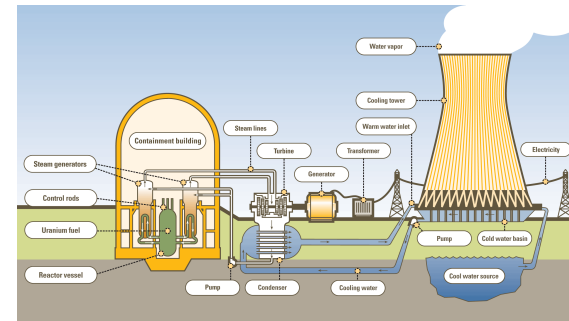 Water vapor
Cooling tower
Steam lines
Warm water inlet
Containment building
Turbine
Transformer
Electricity
Steam generators
Generator
Control rods
Uranium fuel
Pump
Cold water basin
Reactor vessel
Cool water source
Pump
Condenser
Cooling water